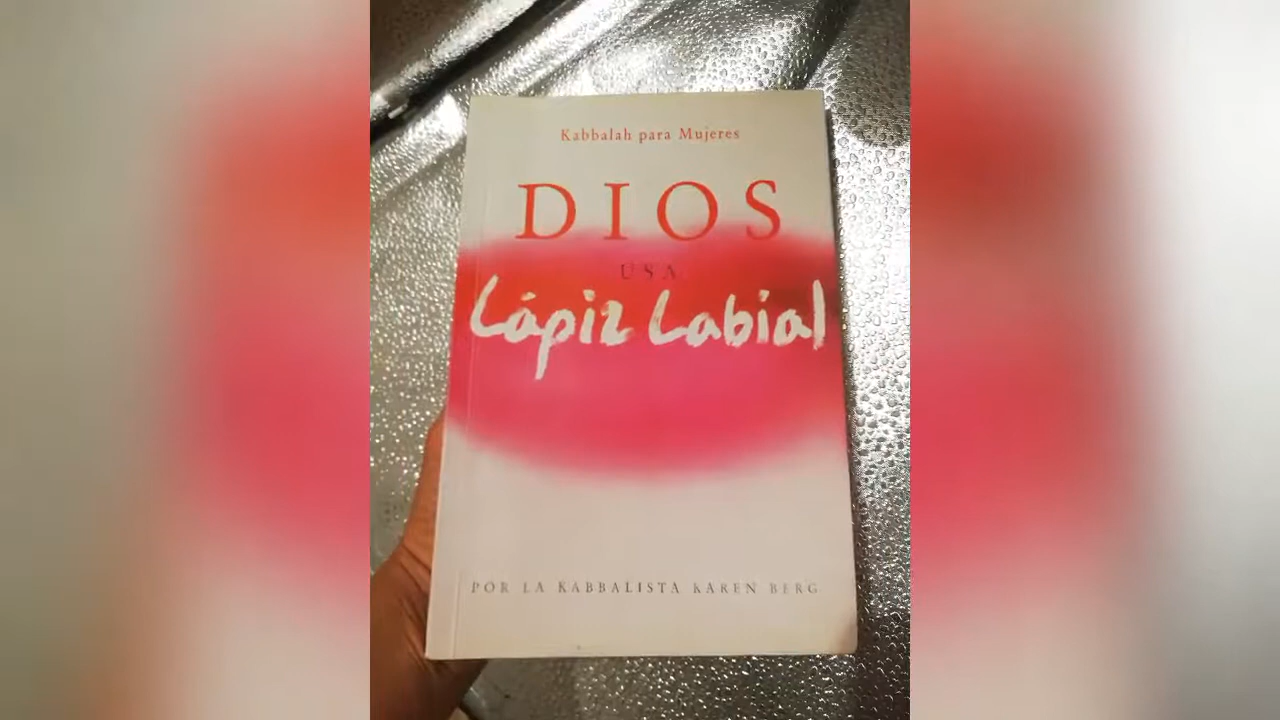 Kabbalah para Mujeres
DIOS
USA
Lápiz Labial
POR LA KABBALISTA KAREN BERG